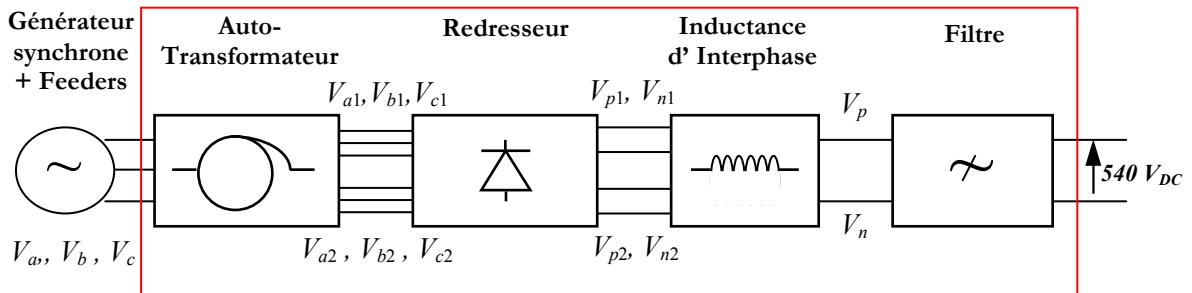 Générateur
synchrone
+ Feeders
Auto-
Transformateur
Redresseur
Inductance
d' Interphase
Filtre
Va1, Vb1, Vc1
Vp1, Vn1
Vp
~
540 VDC
Vn
Va,, Vb , Vc
Va2 , Vb2 , Vc2
Vp2, Vn2